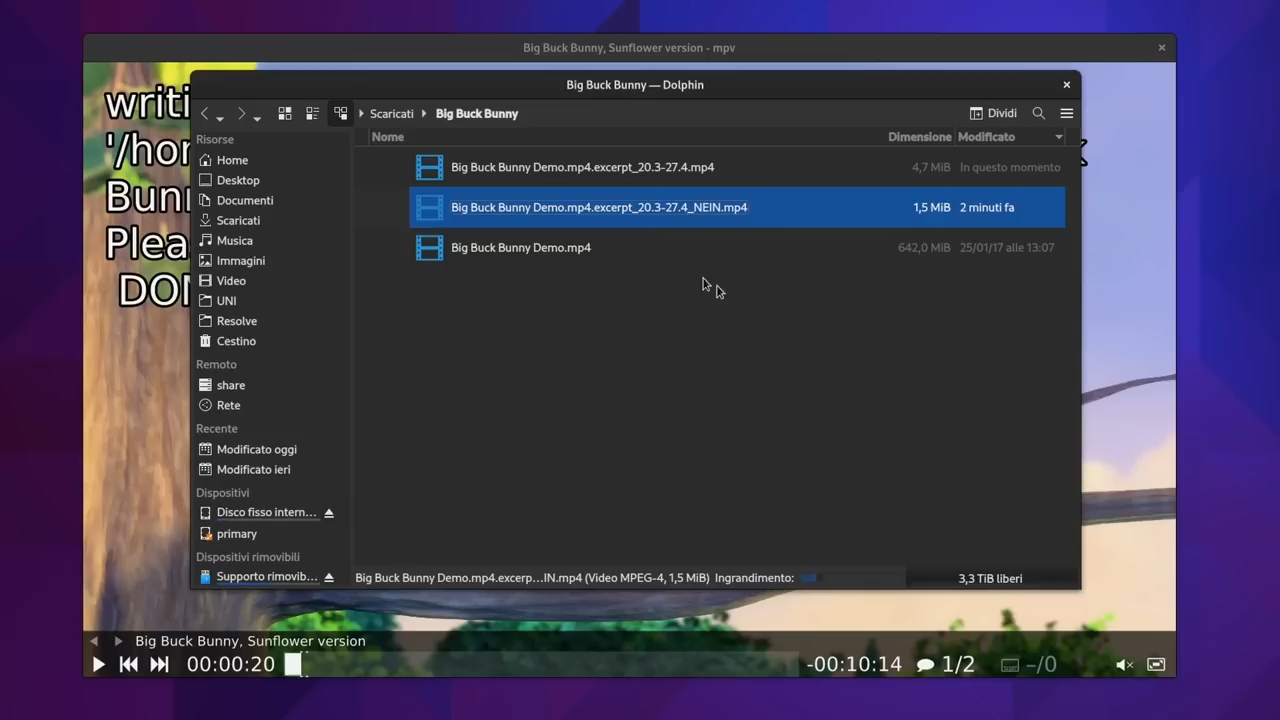 Big Buck Bunny, Sunflower version - mpv
Big Buck Bunny — Dolphin
Scaricati
Big Buck Bunny
Dividi
Risorse
Home
Desktop
Documenti
Scaricati
Musica
Immagini
Video
UNI
Resolve
Cestino
Remoto
share
Rete
Recente
Modificato oggi
Modificato ieri
Dispositivi
Disco fisso intern...
primary
Dispositivi rimovibili
Supporto rimovib...
Nome Dimensione Modificato
Big Buck Bunny Demo.mp4.excerpt_20.3-27.4.mp4 4,7 MiB In questo momento
Big Buck Bunny Demo.mp4.excerpt_20.3-27.4_NEIN.mp4 1,5 MiB 2 minuti fa
Big Buck Bunny Demo.mp4 642,0 MiB 25/01/17 alle 13:07
Big Buck Bunny Demo.mp4.excerp...IN.mp4 (Video MPEG-4, 1,5 MiB) Ingrandimento: 3,3 TiB liberi
writi
'/hor
Bun
Plea
DON
Big Buck Bunny, Sunflower version
00:00:20 -00:10:14 1/2 –/0